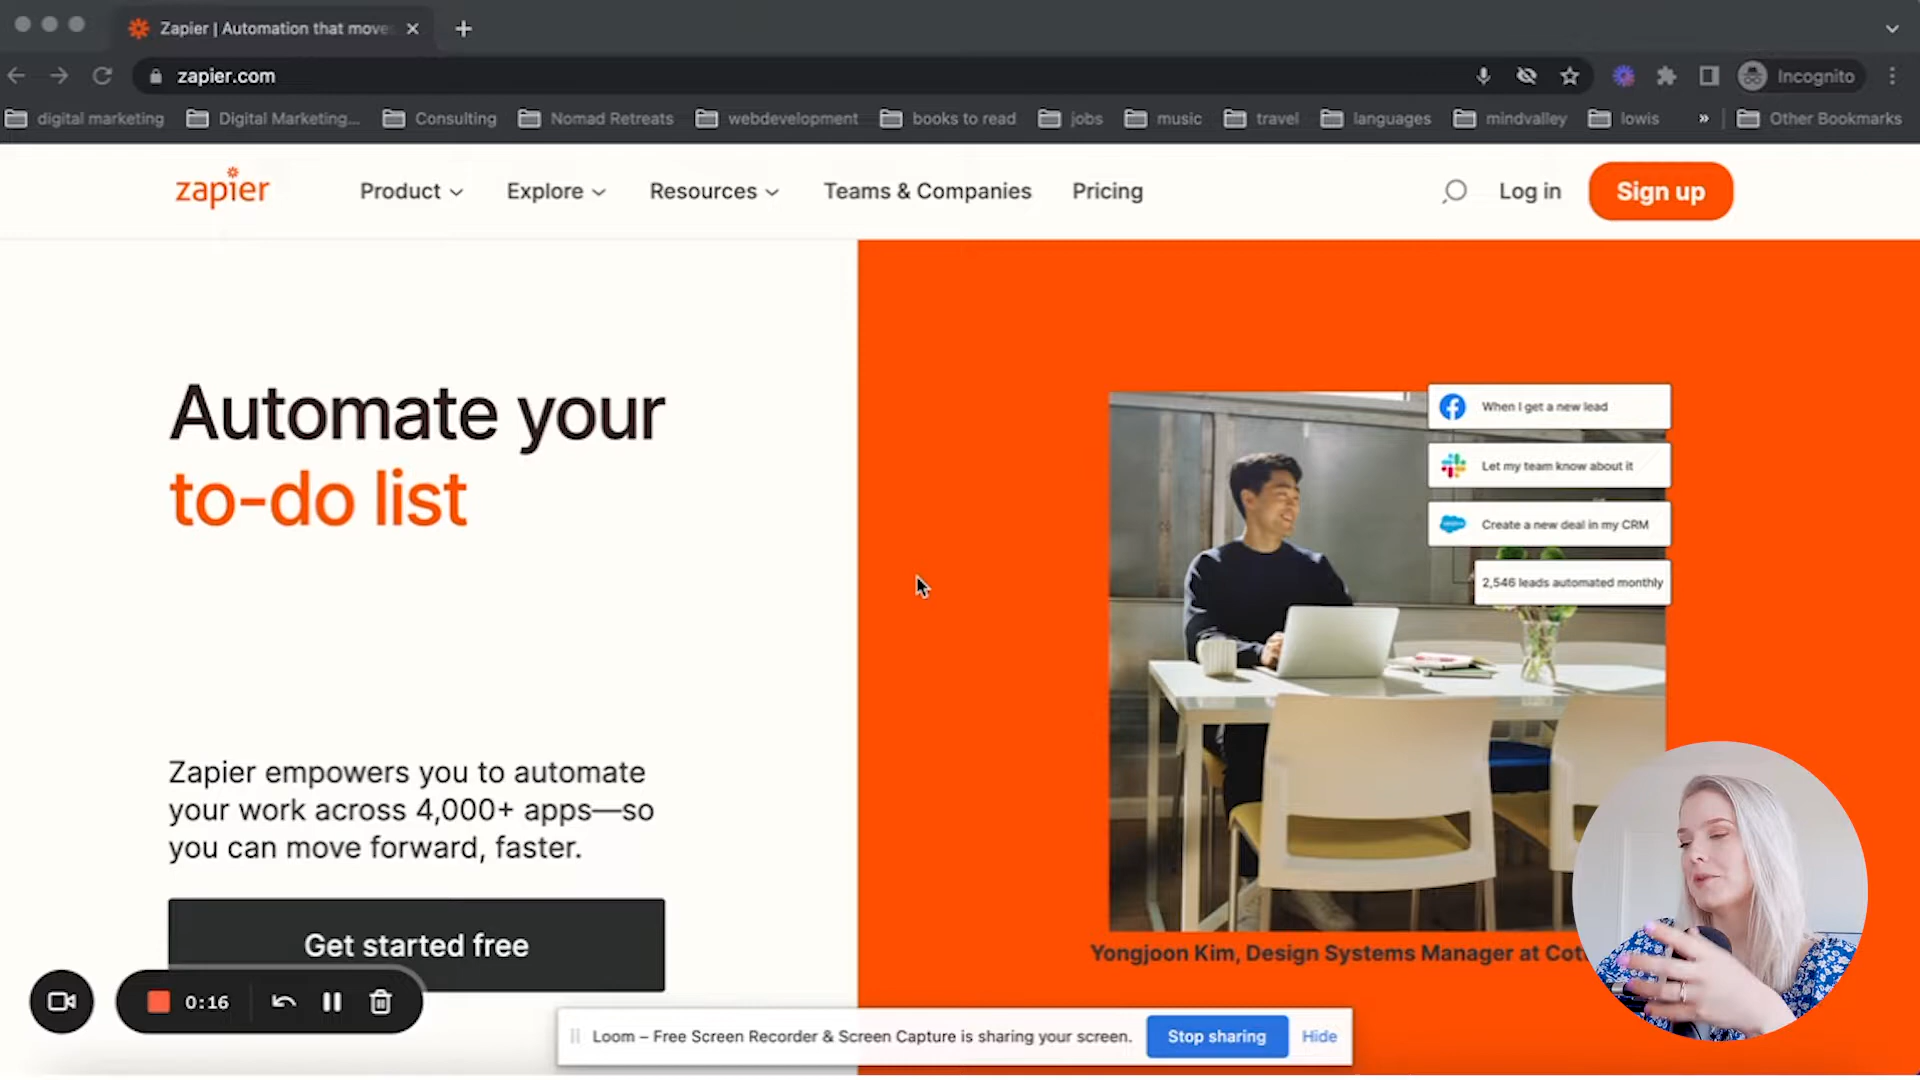 Zapier | Automation that move
zapier.com
Incognito
digital marketing
Digital Marketing...
Consulting
Nomad Retreats
webdevelopment
books to read
jobs
music
travel
languages
mindvalley
lowis
»
Other Bookmarks
zapier
Product
Explore
Resources
Teams & Companies
Pricing
Log in
Sign up
Automate your
to-do list
When I get a new lead
Let my team know about it
Create a new deal in my CRM
2,546 leads automated monthly
Zapier empowers you to automate
your work across 4,000+ apps—so
you can move forward, faster.
Get started free
Yongjoon Kim, Design Systems Manager at
0:16
Loom – Free Screen Recorder & Screen Capture is sharing your screen.
Stop sharing
Hide